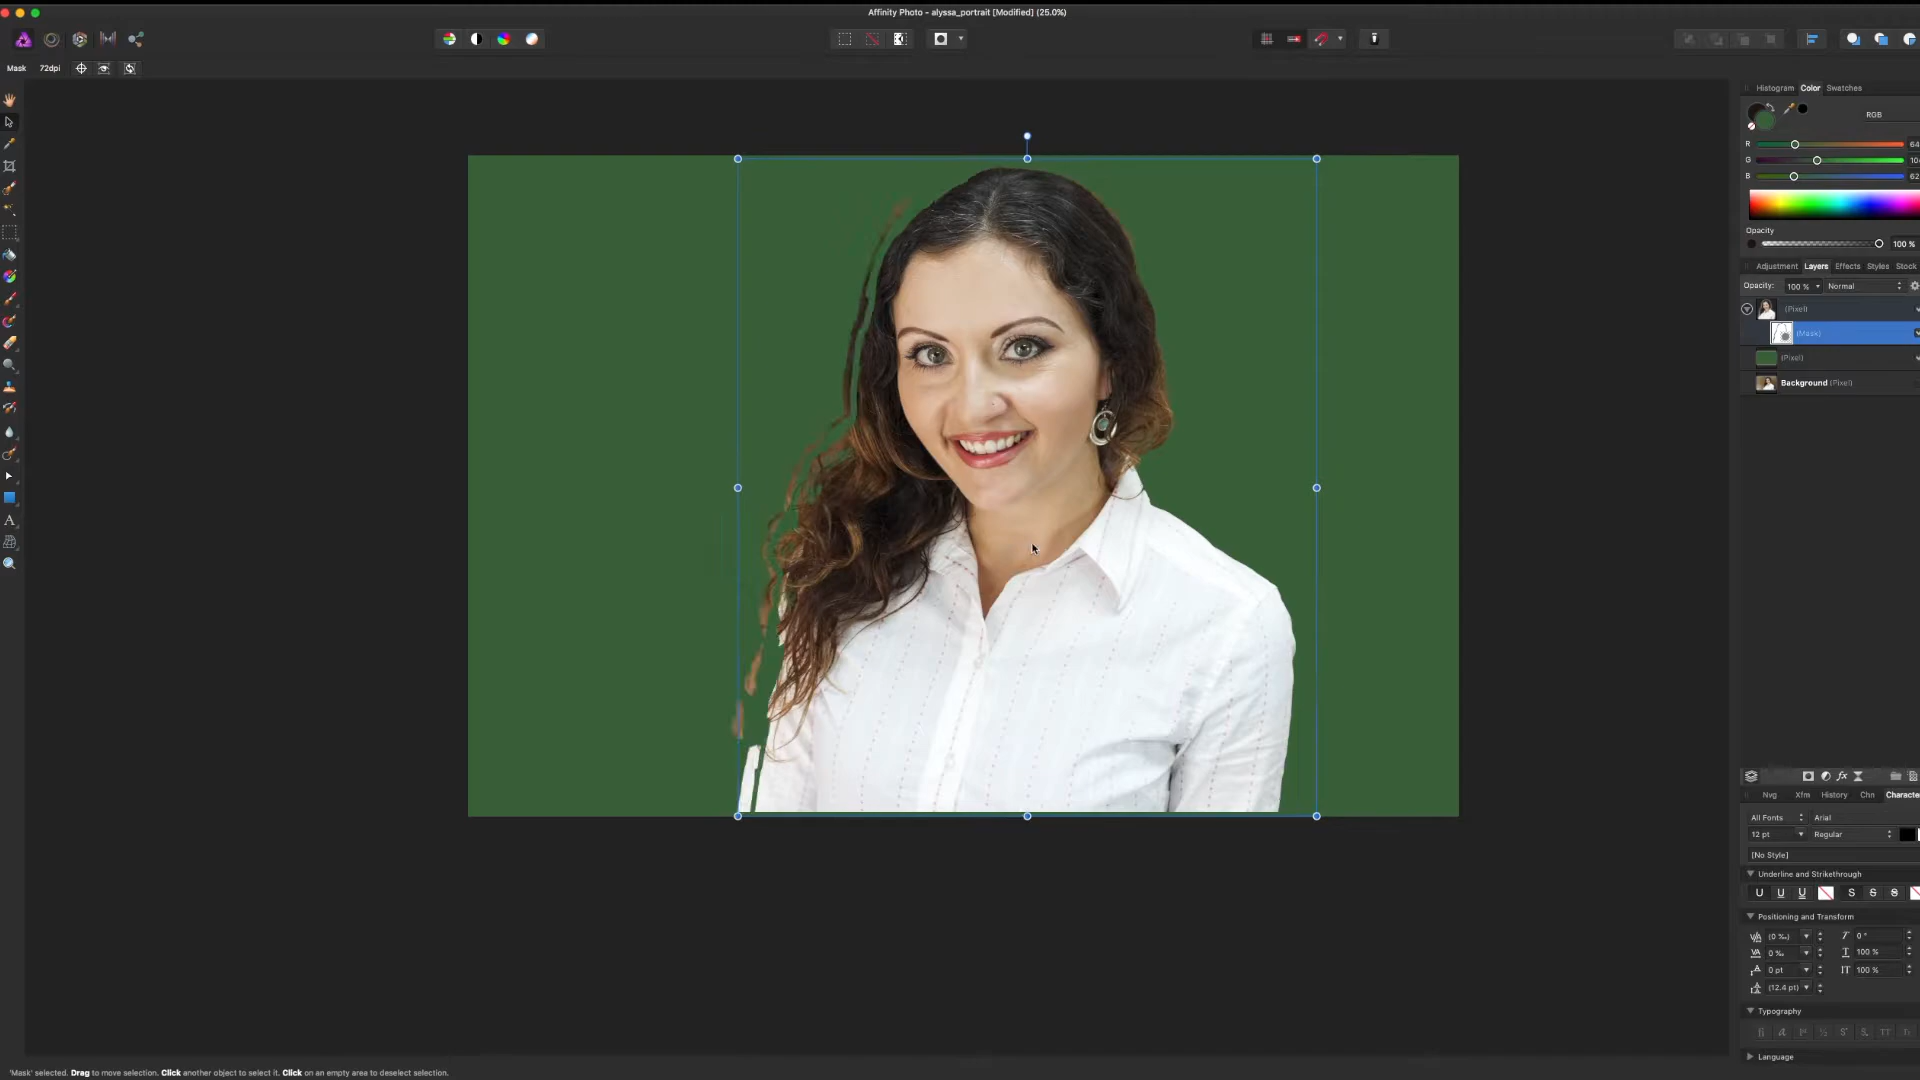 Affinity Photo - alyssa_portrait [Modified] (25.0%)
Mask 72dpi
Histogram Color Swatches
RGB
R 64
G 10
B 62
Opacity
100 %
Adjustment Layers Effects Styles Stock
Opacity: 100 % Normal
(Pixel)
(Mask)
(Pixel)
Background (Pixel)
Nvg Xfm History Chn Characte
All Fonts Arial
12 pt Regular
[No Style]
Underline and Strikethrough
U U U S S S
Positioning and Transform
(0 ‰) 0 °
0 ‰ 100 %
0 pt 100 %
(12.4 pt)
Typography
Language
'Mask' selected. Drag to move selection. Click another object to select it. Click on an empty area to deselect selection.